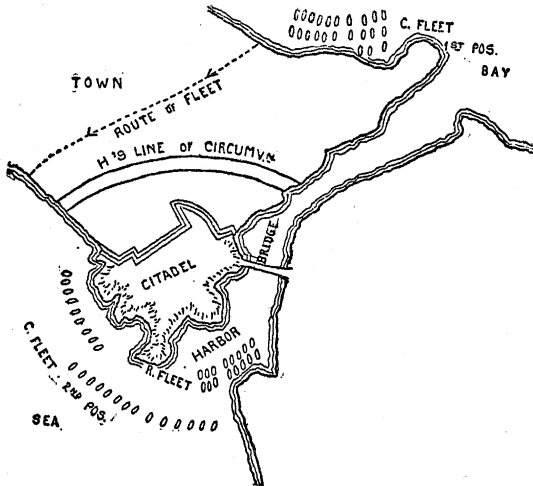 C. FLEET
1ST POS.
BAY
TOWN
ROUTE OF FLEET
H'S LINE OF CIRCUMV.
BRIDGE
CITADEL
HARBOR
R. FLEET
C. FLEET
2ND POS.
SEA